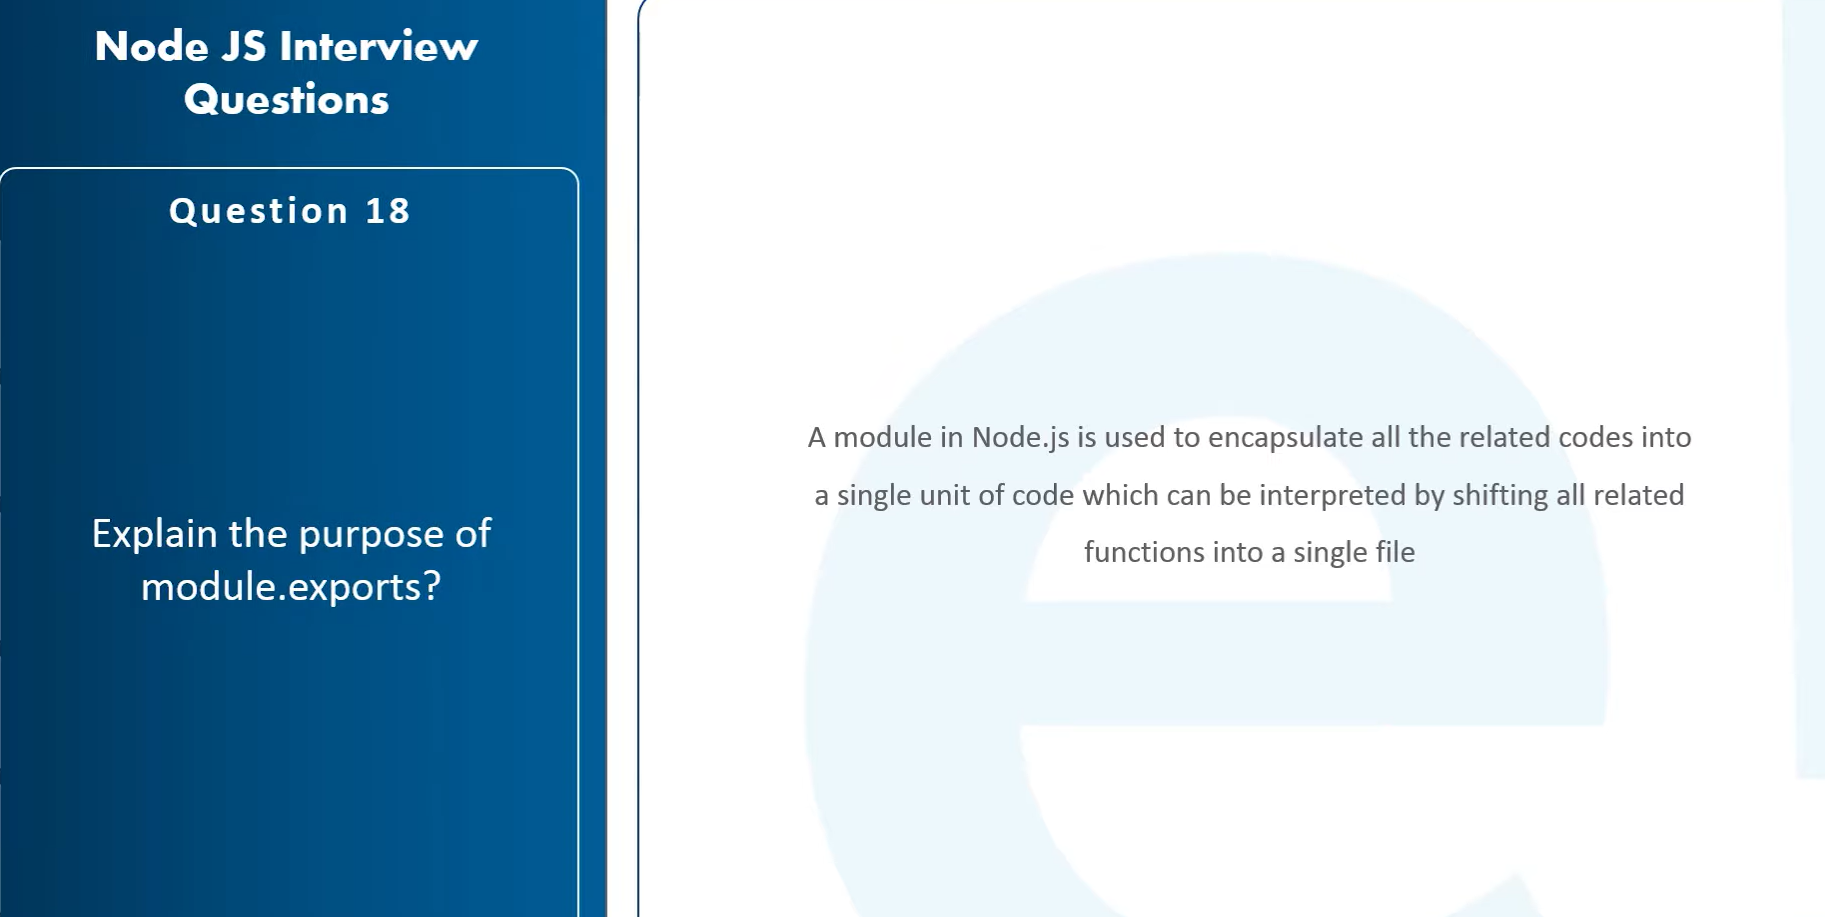 Node JS Interview
Questions
Question 18
Explain the purpose of
module.exports?
A module in Node.js is used to encapsulate all the related codes into
a single unit of code which can be interpreted by shifting all related
functions into a single file